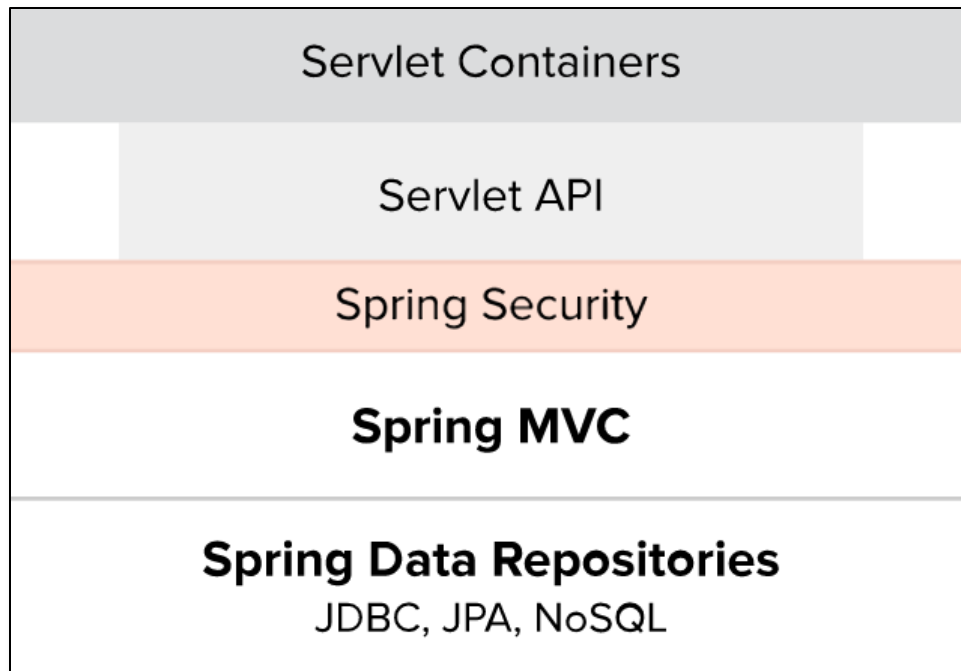 Servlet Containers
Servlet API
Spring Security
Spring MVC
Spring Data Repositories
JDBC, JPA, NoSQL